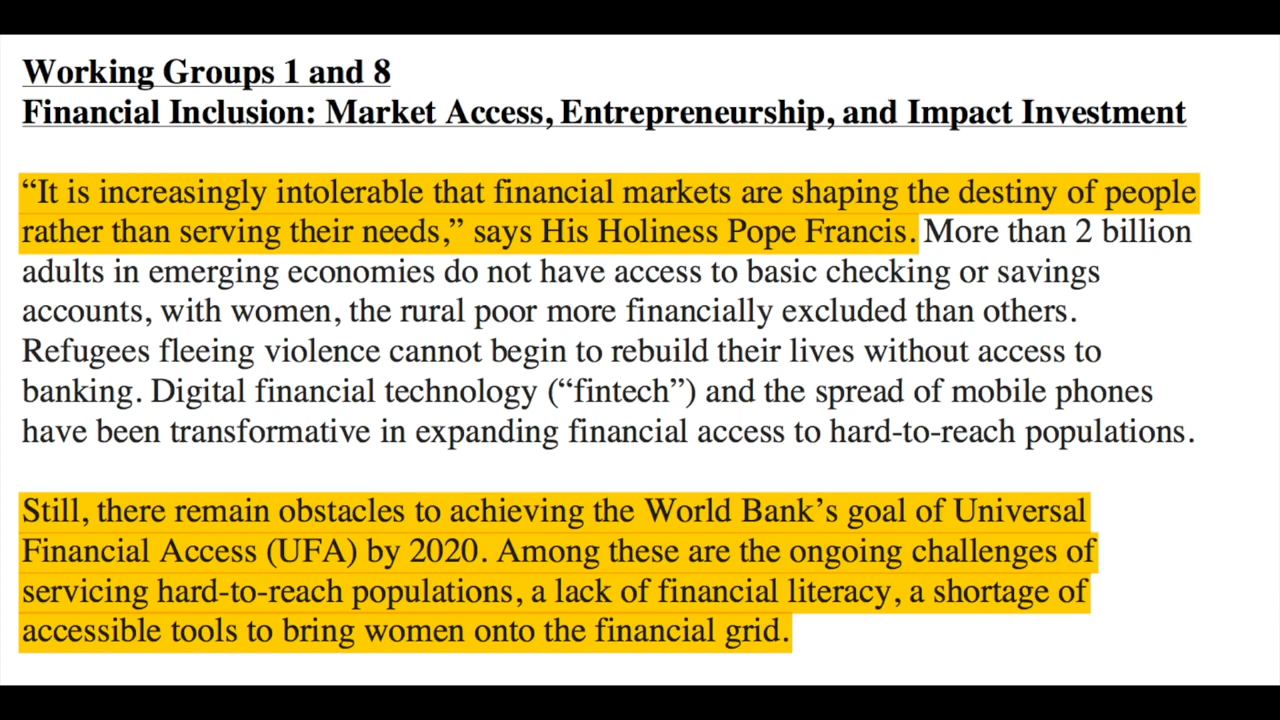 Working Groups 1 and 8
Financial Inclusion: Market Access, Entrepreneurship, and Impact Investment
“It is increasingly intolerable that financial markets are shaping the destiny of people
rather than serving their needs,” says His Holiness Pope Francis. More than 2 billion
adults in emerging economies do not have access to basic checking or savings
accounts, with women, the rural poor more financially excluded than others.
Refugees fleeing violence cannot begin to rebuild their lives without access to
banking. Digital financial technology (“fintech”) and the spread of mobile phones
have been transformative in expanding financial access to hard-to-reach populations.
Still, there remain obstacles to achieving the World Bank’s goal of Universal
Financial Access (UFA) by 2020. Among these are the ongoing challenges of
servicing hard-to-reach populations, a lack of financial literacy, a shortage of
accessible tools to bring women onto the financial grid.